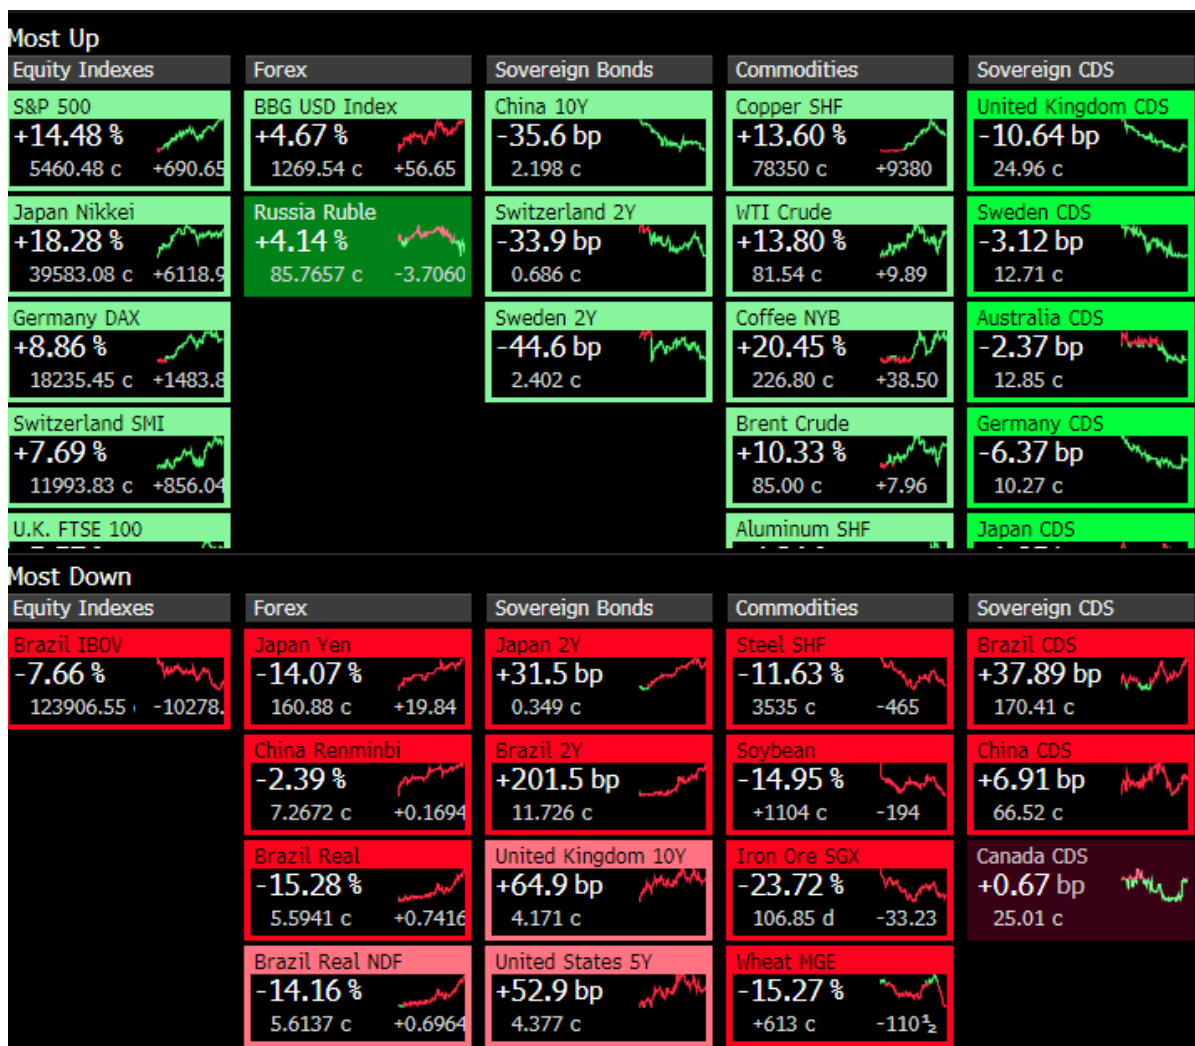 Most Up
Equity Indexes Forex Sovereign Bonds Commodities Sovereign CDS
S&P 500 BBG USD Index China 10Y Copper SHF United Kingdom CDS
+14.48 % +4.67 % -35.6 bp +13.60 % -10.64 bp
5460.48 c +690.65 1269.54 c +56.65 2.198 c 78350 c +9380 24.96 c
Japan Nikkei Russia Ruble Switzerland 2Y WTI Crude Sweden CDS
+18.28 % +4.14 % -33.9 bp +13.80 % -3.12 bp
39583.08 c +6118.9 85.7657 c -3.7060 0.686 c 81.54 c +9.89 12.71 c
Germany DAX Sweden 2Y Coffee NYB Australia CDS
+8.86 % -44.6 bp +20.45 % -2.37 bp
18235.45 c +1483.8 2.402 c 226.80 c +38.50 12.85 c
Switzerland SMI Brent Crude Germany CDS
+7.69 % +10.33 % -6.37 bp
11993.83 c +856.04 85.00 c +7.96 10.27 c
U.K. FTSE 100 Aluminum SHF Japan CDS
Most Down
Equity Indexes Forex Sovereign Bonds Commodities Sovereign CDS
Brazil IBOV Japan Yen Japan 2Y Steel SHF Brazil CDS
-7.66 % -14.07 % +31.5 bp -11.63 % +37.89 bp
123906.55 -10278. 160.88 c +19.84 0.349 c 3535 c -465 170.41 c
China Renminbi Brazil 2Y Soybean China CDS
-2.39 % +201.5 bp -14.95 % +6.91 bp
7.2672 c +0.1694 11.726 c +1104 c -194 66.52 c
Brazil Real United Kingdom 10Y Iron Ore SGX Canada CDS
-15.28 % +64.9 bp -23.72 % +0.67 bp
5.5941 c +0.7416 4.171 c 106.85 d -33.23 25.01 c
Brazil Real NDF United States 5Y Wheat MGE
-14.16 % +52.9 bp -15.27 %
5.6137 c +0.6964 4.377 c +613 c -110½